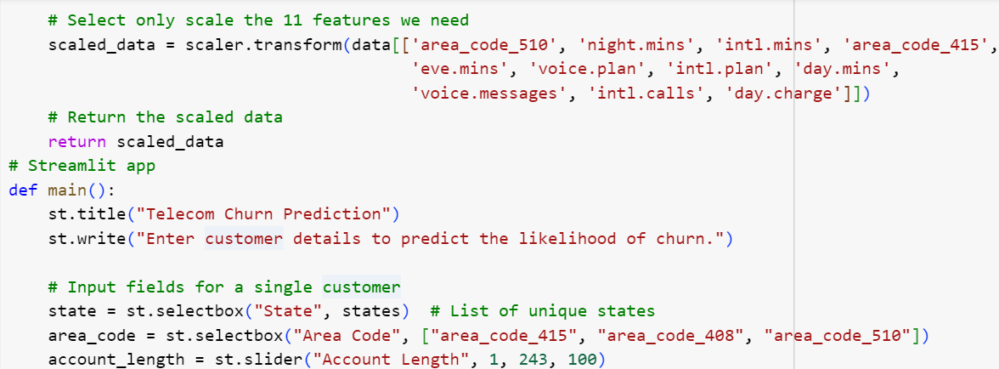 # Select only scale the 11 features we need
scaled_data = scaler.transform(data[['area_code_510', 'night.mins', 'intl.mins', 'area_code_415',
'eve.mins', 'voice.plan', 'intl.plan', 'day.mins',
'voice.messages', 'intl.calls', 'day.charge']])
# Return the scaled data
return scaled_data
# Streamlit app
def main():
st.title("Telecom Churn Prediction")
st.write("Enter customer details to predict the likelihood of churn.")
# Input fields for a single customer
state = st.selectbox("State", states)  # List of unique states
area_code = st.selectbox("Area Code", ["area_code_415", "area_code_408", "area_code_510"])
account_length = st.slider("Account Length", 1, 243, 100)